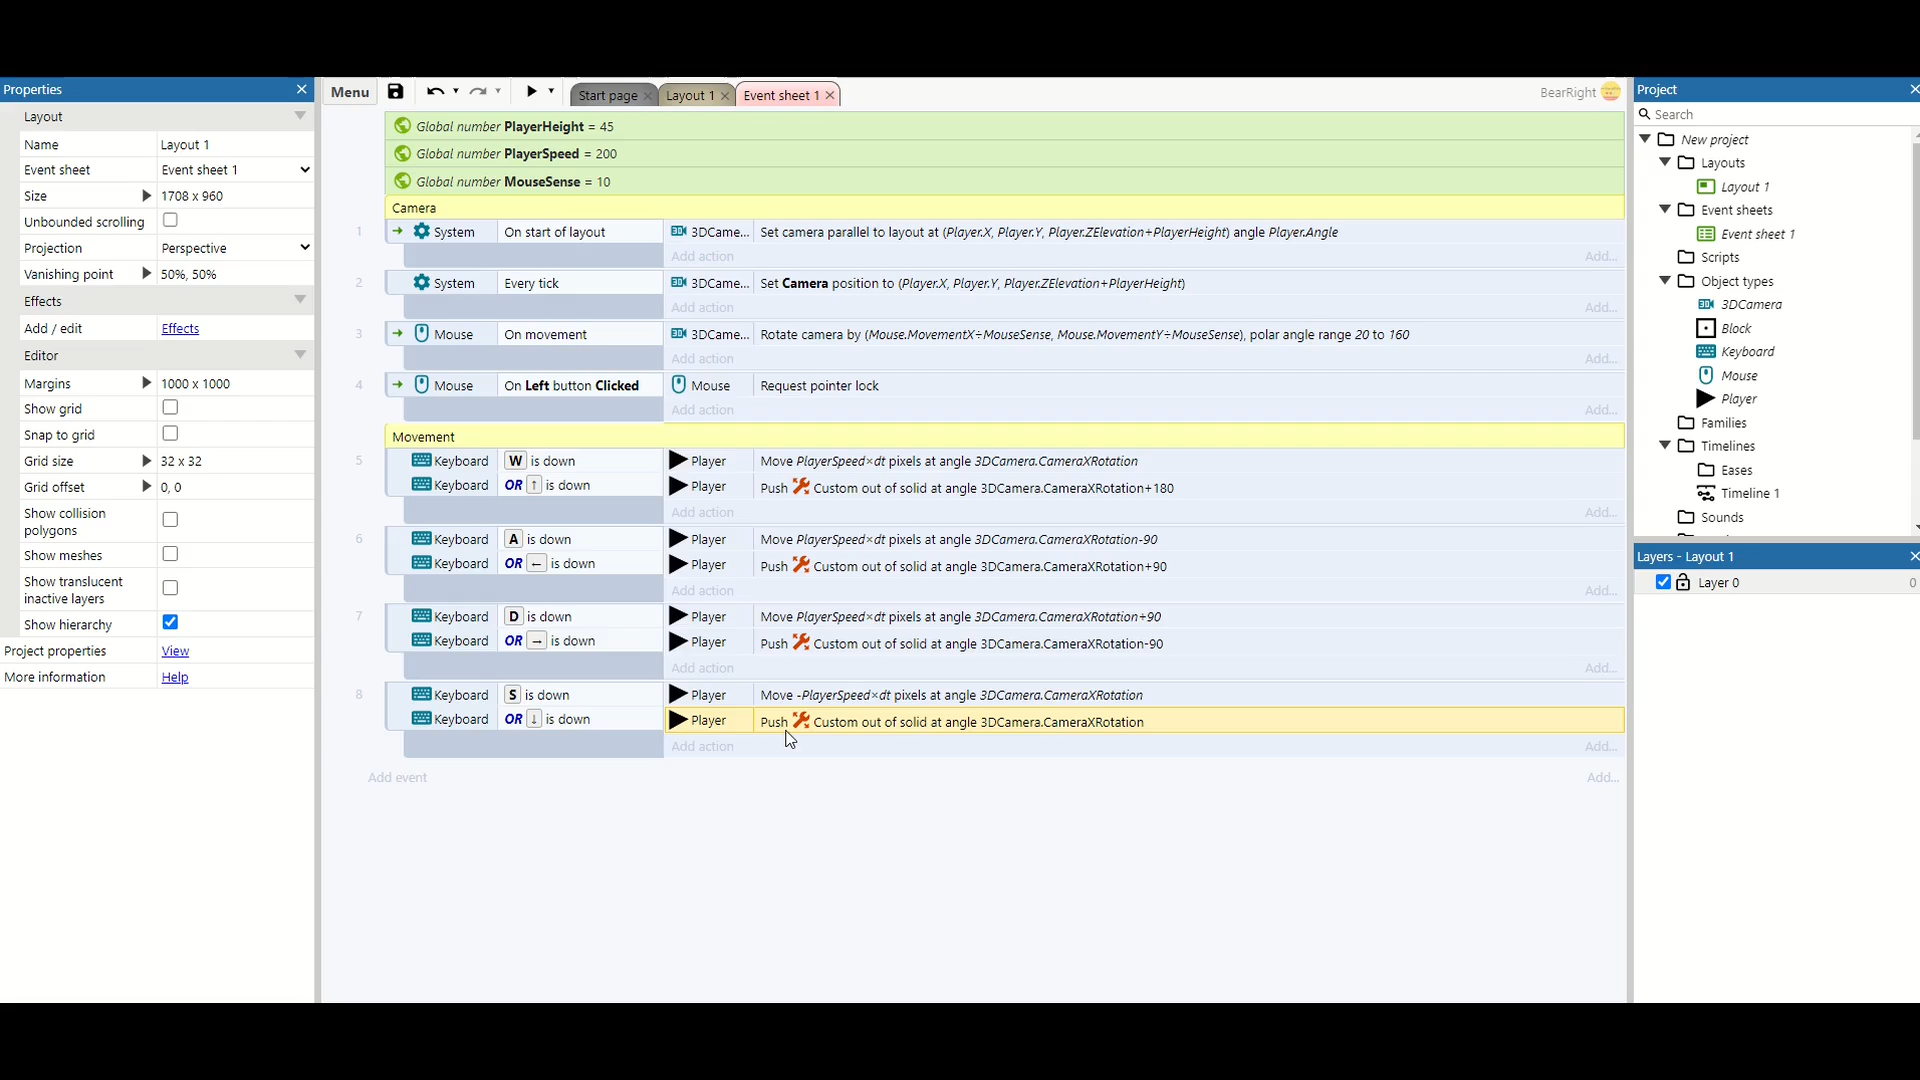 Properties
Layout
Name Layout 1
Event sheet Event sheet 1
Size 1708 x 960
Unbounded scrolling
Projection Perspective
Vanishing point 50%, 50%
Effects
Add / edit Effects
Editor
Margins 1000 x 1000
Show grid
Snap to grid
Grid size 32 x 32
Grid offset 0, 0
Show collision
polygons
Show meshes
Show translucent
inactive layers
Show hierarchy
Project properties View
More information Help
Menu Start page Layout 1 Event sheet 1 BearRight
Global number PlayerHeight = 45
Global number PlayerSpeed = 200
Global number MouseSense = 10
Camera
1 System On start of layout 3DCame... Set camera parallel to layout at (Player.X, Player.Y, Player.ZElevation+PlayerHeight) angle Player.Angle
Add action Add...
2 System Every tick 3DCame... Set Camera position to (Player.X, Player.Y, Player.ZElevation+PlayerHeight)
Add action Add...
3 Mouse On movement 3DCame... Rotate camera by (Mouse.MovementX÷MouseSense, Mouse.MovementY÷MouseSense), polar angle range 20 to 160
Add action Add...
4 Mouse On Left button Clicked Mouse Request pointer lock
Add action Add...
Movement
5 Keyboard W is down Player Move PlayerSpeed×dt pixels at angle 3DCamera.CameraXRotation
Keyboard OR ↑ is down Player Push Custom out of solid at angle 3DCamera.CameraXRotation+180
Add action Add...
6 Keyboard A is down Player Move PlayerSpeed×dt pixels at angle 3DCamera.CameraXRotation-90
Keyboard OR ← is down Player Push Custom out of solid at angle 3DCamera.CameraXRotation+90
Add action Add...
7 Keyboard D is down Player Move PlayerSpeed×dt pixels at angle 3DCamera.CameraXRotation+90
Keyboard OR → is down Player Push Custom out of solid at angle 3DCamera.CameraXRotation-90
Add action Add...
8 Keyboard S is down Player Move -PlayerSpeed×dt pixels at angle 3DCamera.CameraXRotation
Keyboard OR ↓ is down Player Push Custom out of solid at angle 3DCamera.CameraXRotation
Add action Add...
Add event Add...
Project
Search
New project
Layouts
Layout 1
Event sheets
Event sheet 1
Scripts
Object types
3DCamera
Block
Keyboard
Mouse
Player
Families
Timelines
Eases
Timeline 1
Sounds
Layers - Layout 1
Layer 0 0